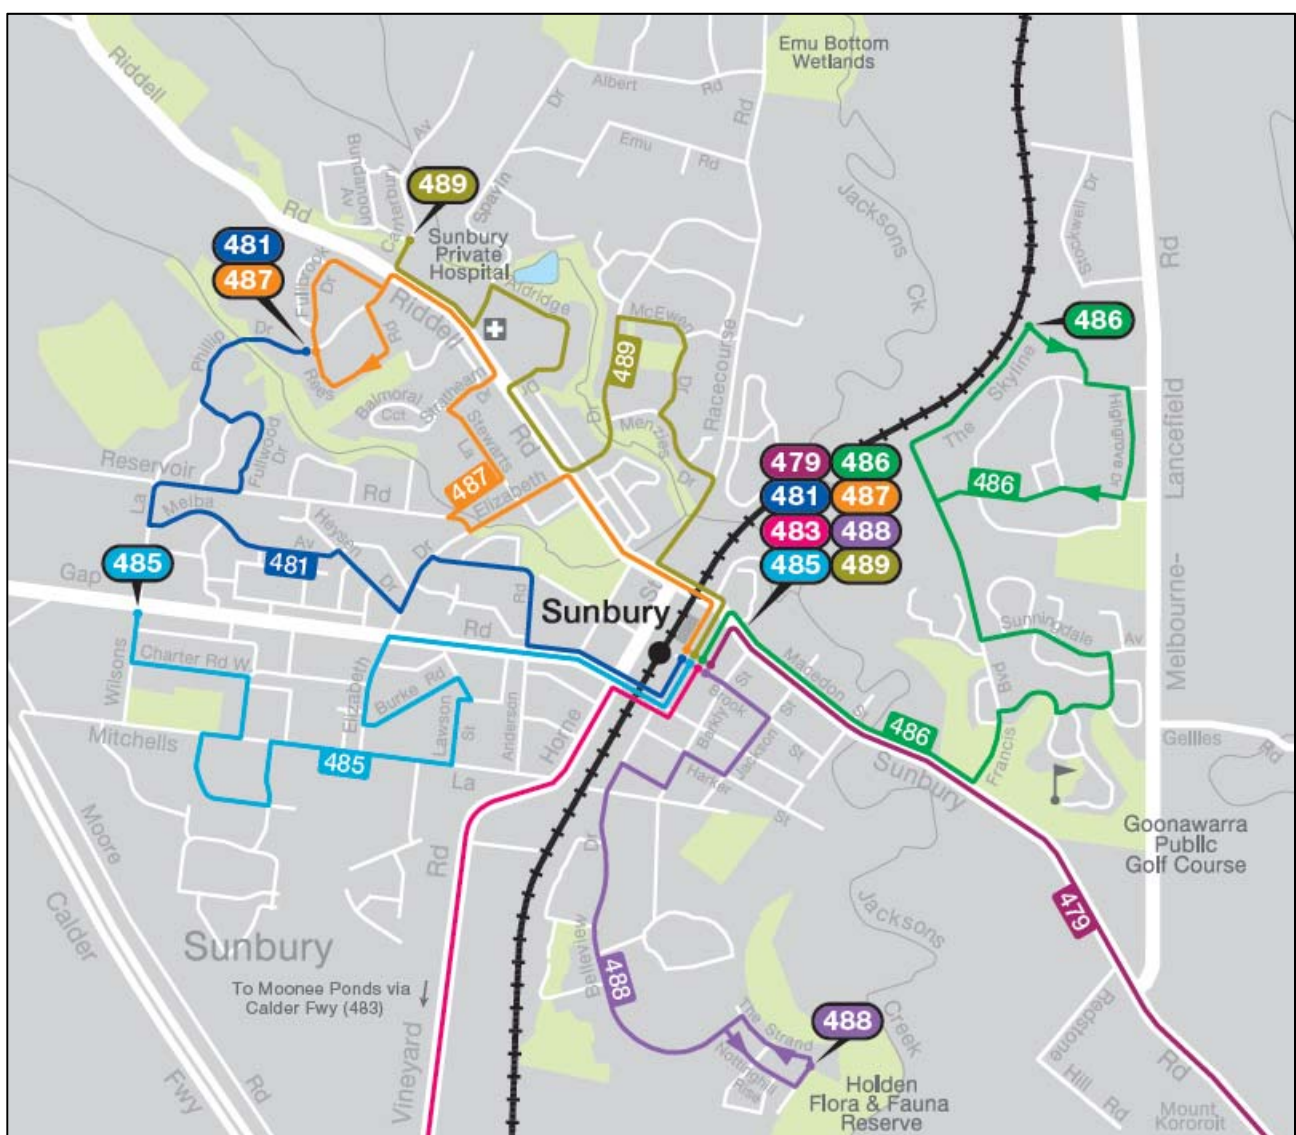 Emu Bottom
Wetlands
Riddell
Rd
Albert
Rd
Dr
Rd
Emu
Rd
Bundanoon
Av
Canterbury
Av
Spavin
489
Sunbury
Private
Hospital
481
487
Fullbrook
Dr
Riddell
Rd
Aldridge
Dr
McEwen
Dr
Racecourse
Jacksons
Ck
Stockwell Dr
Rd
486
The
Skyline
Highgrove Dr
486
Lancefield
Melbourne–
Phillip
Dr
Rees
Rd
Balmoral
Cct
Strathearn
Dr
Stewarts
La
489
Dr
Menzies
Dr
Reservoir
Rd
Fullwood
Dr
487
Elizabeth
479
486
481
487
483
488
485
489
La
Melba
Av
Heysen
Dr
Dr
481
485
Gap
Rd
Rd
St
Sunbury
Sunningdale
Av
Bvd
Francis
Wilsons
Charter Rd W.
Elizabeth
Burke Rd
Lawson
St
Anderson
Mitchells
La
485
Horne
Brook
St
Barkly
St
Jackson
St
Harker
St
Macedon
St
486
Sunbury
Rd
Gellies
Rd
Goonawarra
Public
Golf Course
Moore
Rd
Calder
Fwy
Sunbury
To Moonee Ponds via
Calder Fwy (483)
Vineyard
Rd
Belleview
Dr
488
479
Jacksons
Creek
The Strand
Nottinghill
Rise
488
Holden
Flora & Fauna
Reserve
Redstone
Hill
Rd
Mount
Kororoit